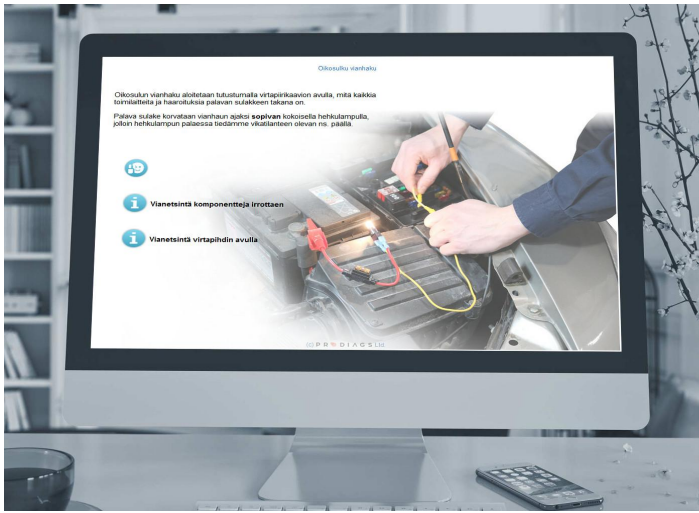 Oikosulku vianhaku
Oikosulun vianhaku aloitetaan tutustumalla virtapiirikaavion avulla, mitä kaikkia
toimilaitteita ja haaroituksia palavan sulakkeen takana on.
Palava sulake korvataan vianhaun ajaksi sopivan kokoisella hehkulampulla,
jolloin hehkulampun palaessa tiedämme vikatilanteen olevan ns. päällä.
Vianetsintä komponentteja irrottaen
Vianetsintä virtapihdin avulla
PRODIAGS Ltd.